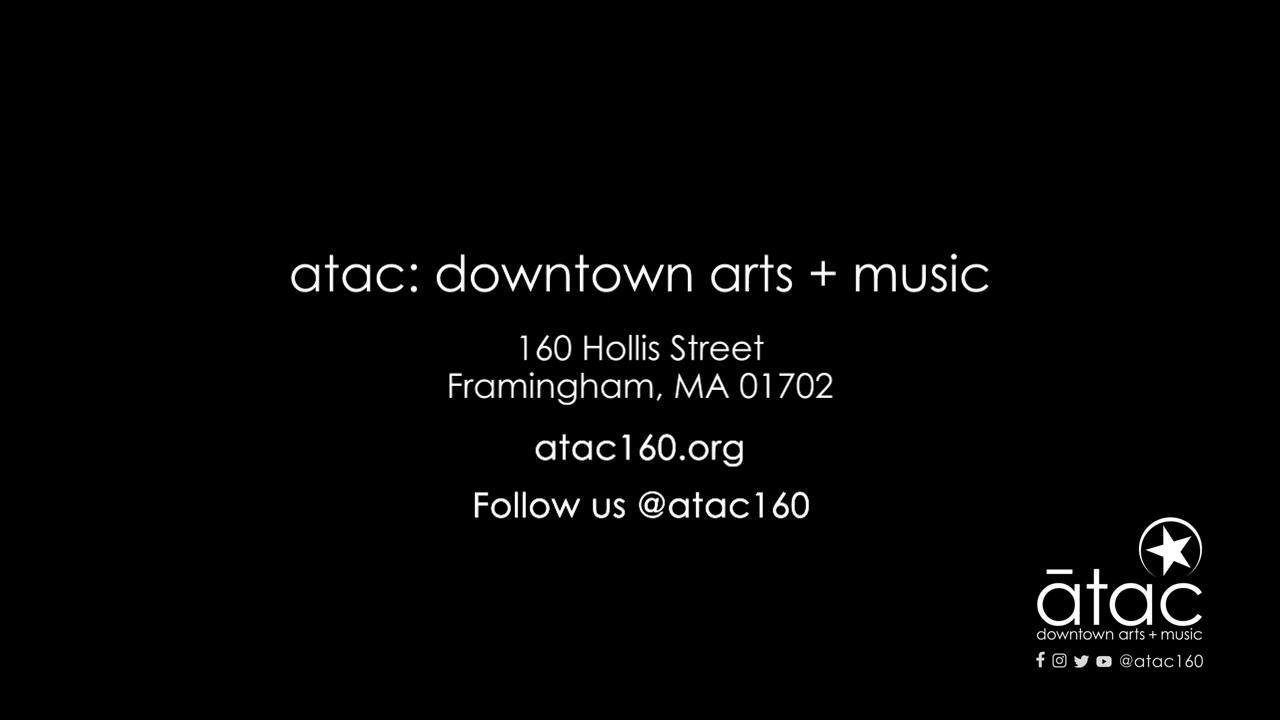 atac: downtown arts + music
160 Hollis Street
Framingham, MA 01702
atac160.org
Follow us @atac160
ātac
downtown arts + music
@atac160